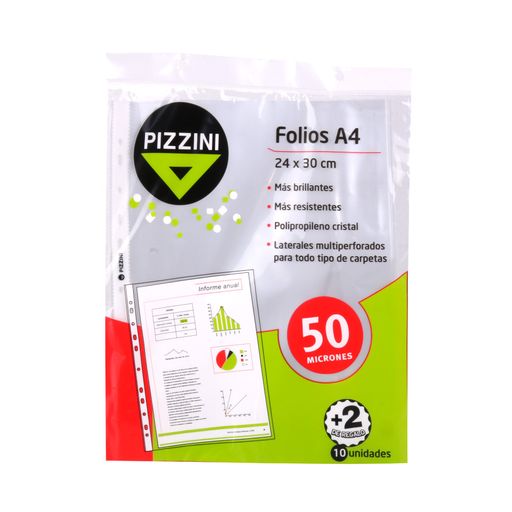 PIZZINI
Folios A4
24 x 30 cm
• Más brillantes
• Más resistentes
• Polipropileno cristal
• Laterales multiperforados
para todo tipo de carpetas
PIZZINI
Informe anual
50
MICRONES
+2
DE REGALO
10 unidades